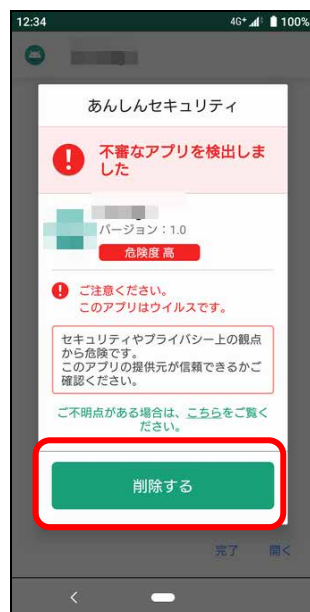 12:34
4G+
100%
あんしんセキュリティ
不審なアプリを検出しま
した
バージョン：1.0
危険度 高
ご注意ください。
このアプリはウイルスです。
セキュリティやプライバシー上の観点
から危険です。
このアプリの提供元が信頼できるかご
確認ください。
ご不明点がある場合は、こちらをご覧く
ださい。
削除する
完了
開く